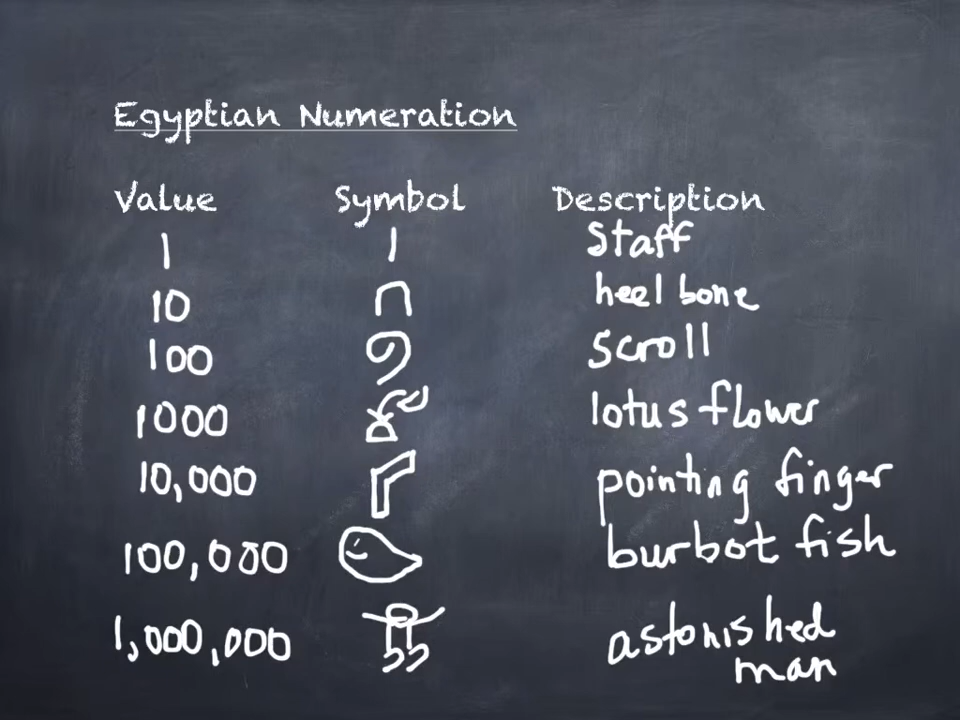 Egyptian Numeration
Value Symbol Description
1 staff
10 heel bone
100 scroll
1000 lotus flower
10,000 pointing finger
100,000 burbot fish
1,000,000 astonished
man